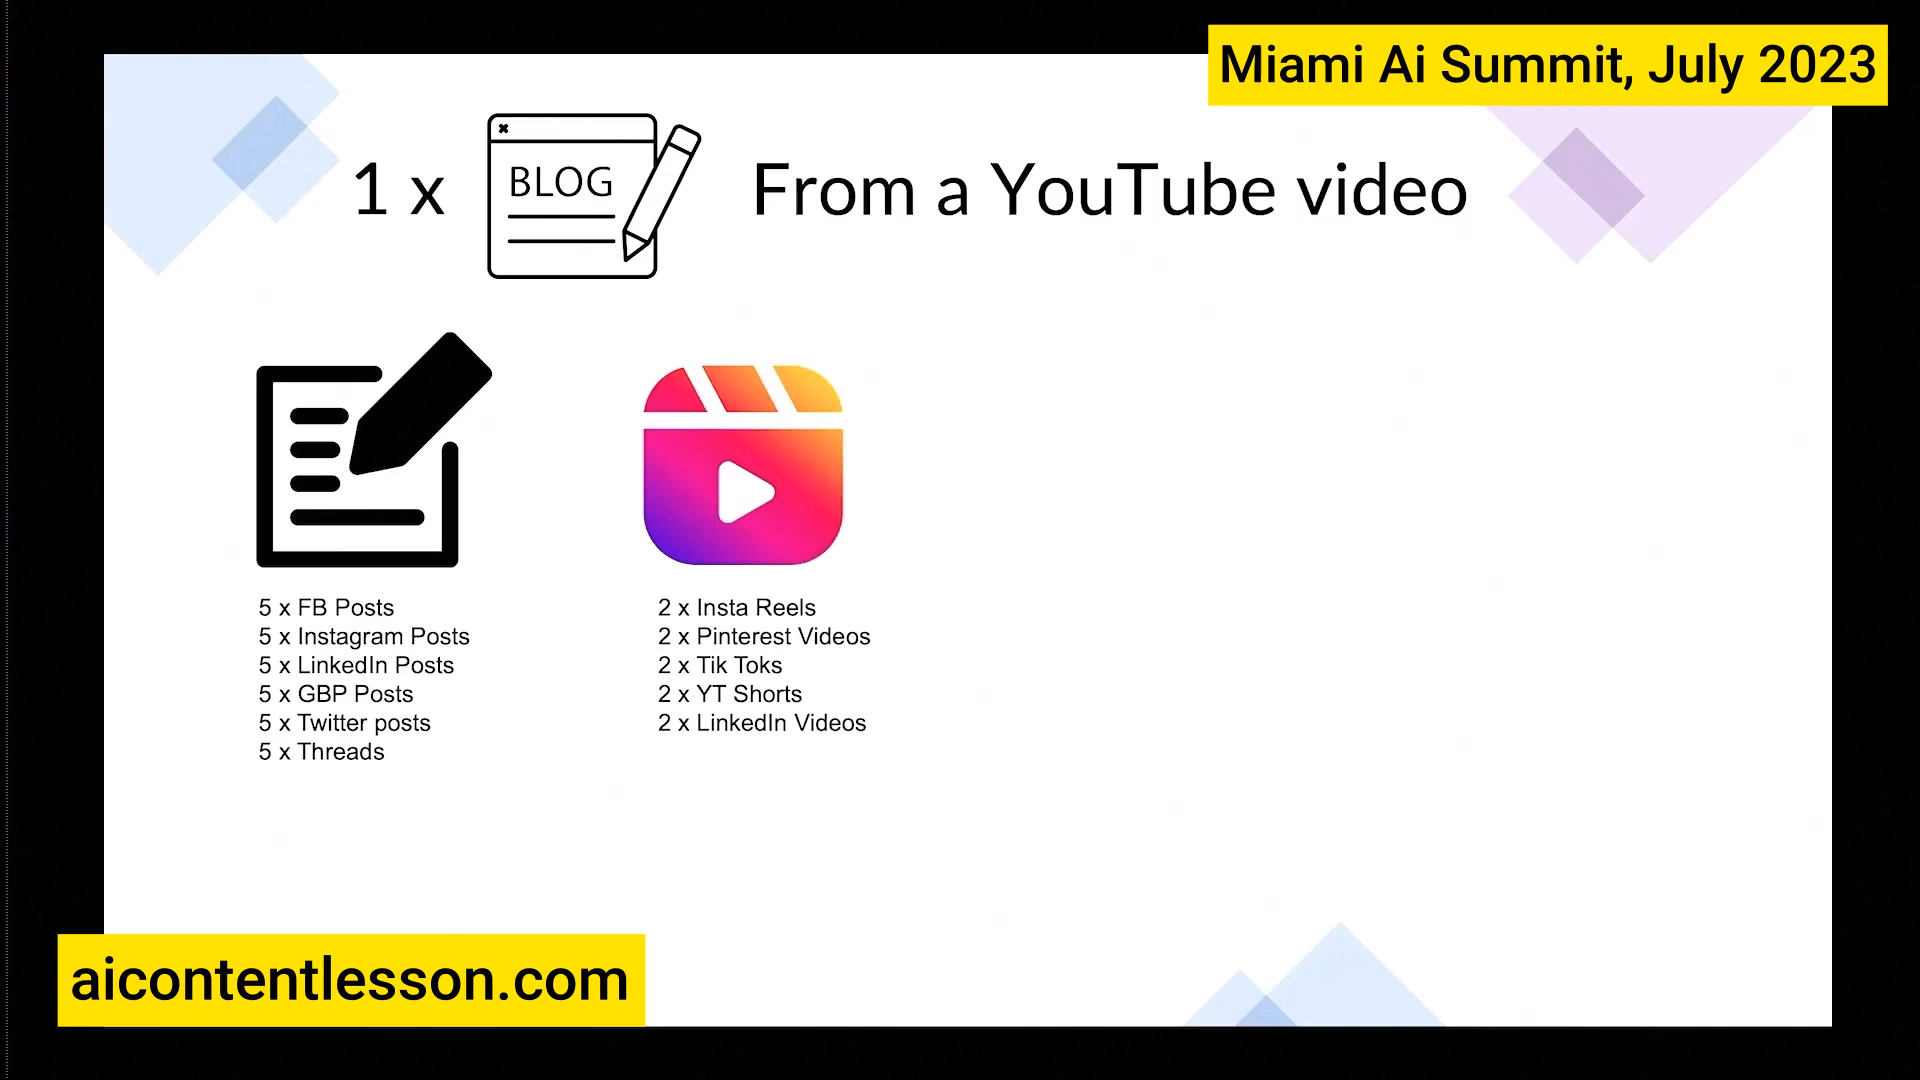 Miami Ai Summit, July 2023
1 x
BLOG
From a YouTube video
5 x FB Posts
5 x Instagram Posts
5 x LinkedIn Posts
5 x GBP Posts
5 x Twitter posts
5 x Threads
2 x Insta Reels
2 x Pinterest Videos
2 x Tik Toks
2 x YT Shorts
2 x LinkedIn Videos
aicontentlesson.com